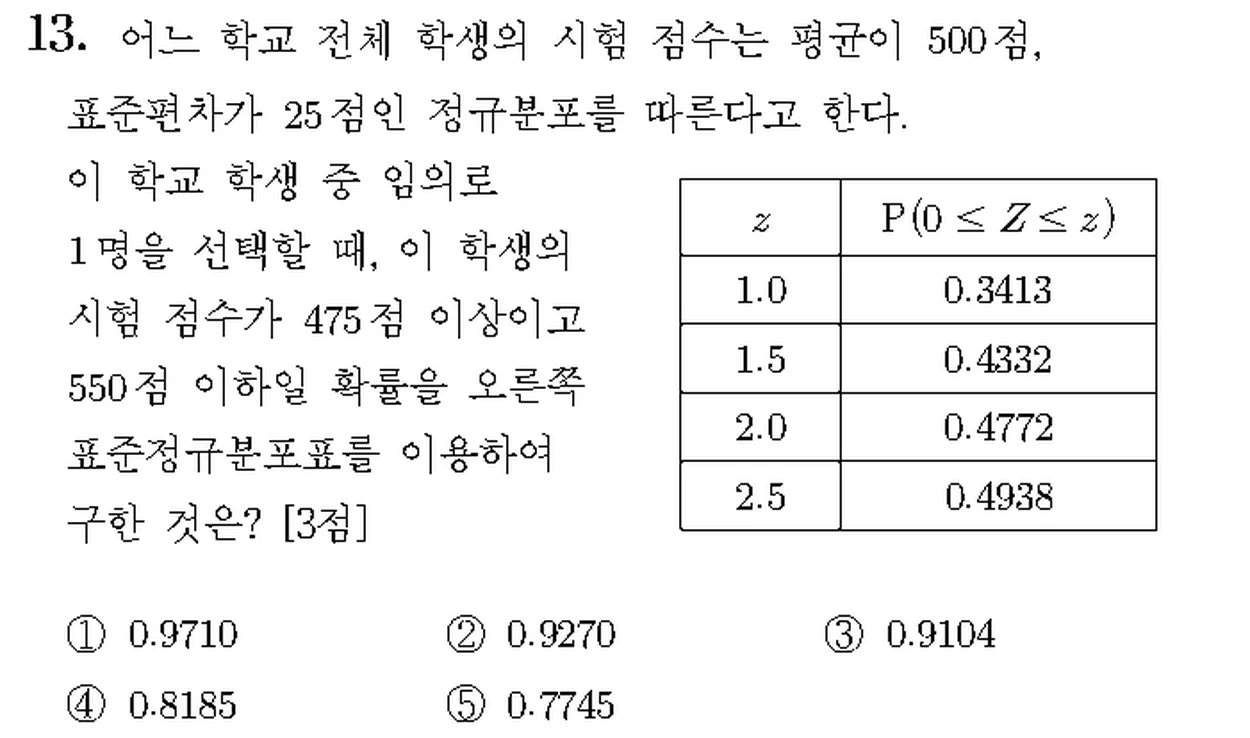 13. 어느 학교 전체 학생의 시험 점수는 평균이 500점,
표준편차가 25점인 정규분포를 따른다고 한다.
이 학교 학생 중 임의로
1명을 선택할 때, 이 학생의
시험 점수가 475점 이상이고
550점 이하일 확률을 오른쪽
표준정규분포표를 이용하여
구한 것은? [3점]
z P(0 ≤ Z ≤ z)
1.0 0.3413
1.5 0.4332
2.0 0.4772
2.5 0.4938
① 0.9710 ② 0.9270 ③ 0.9104
④ 0.8185 ⑤ 0.7745